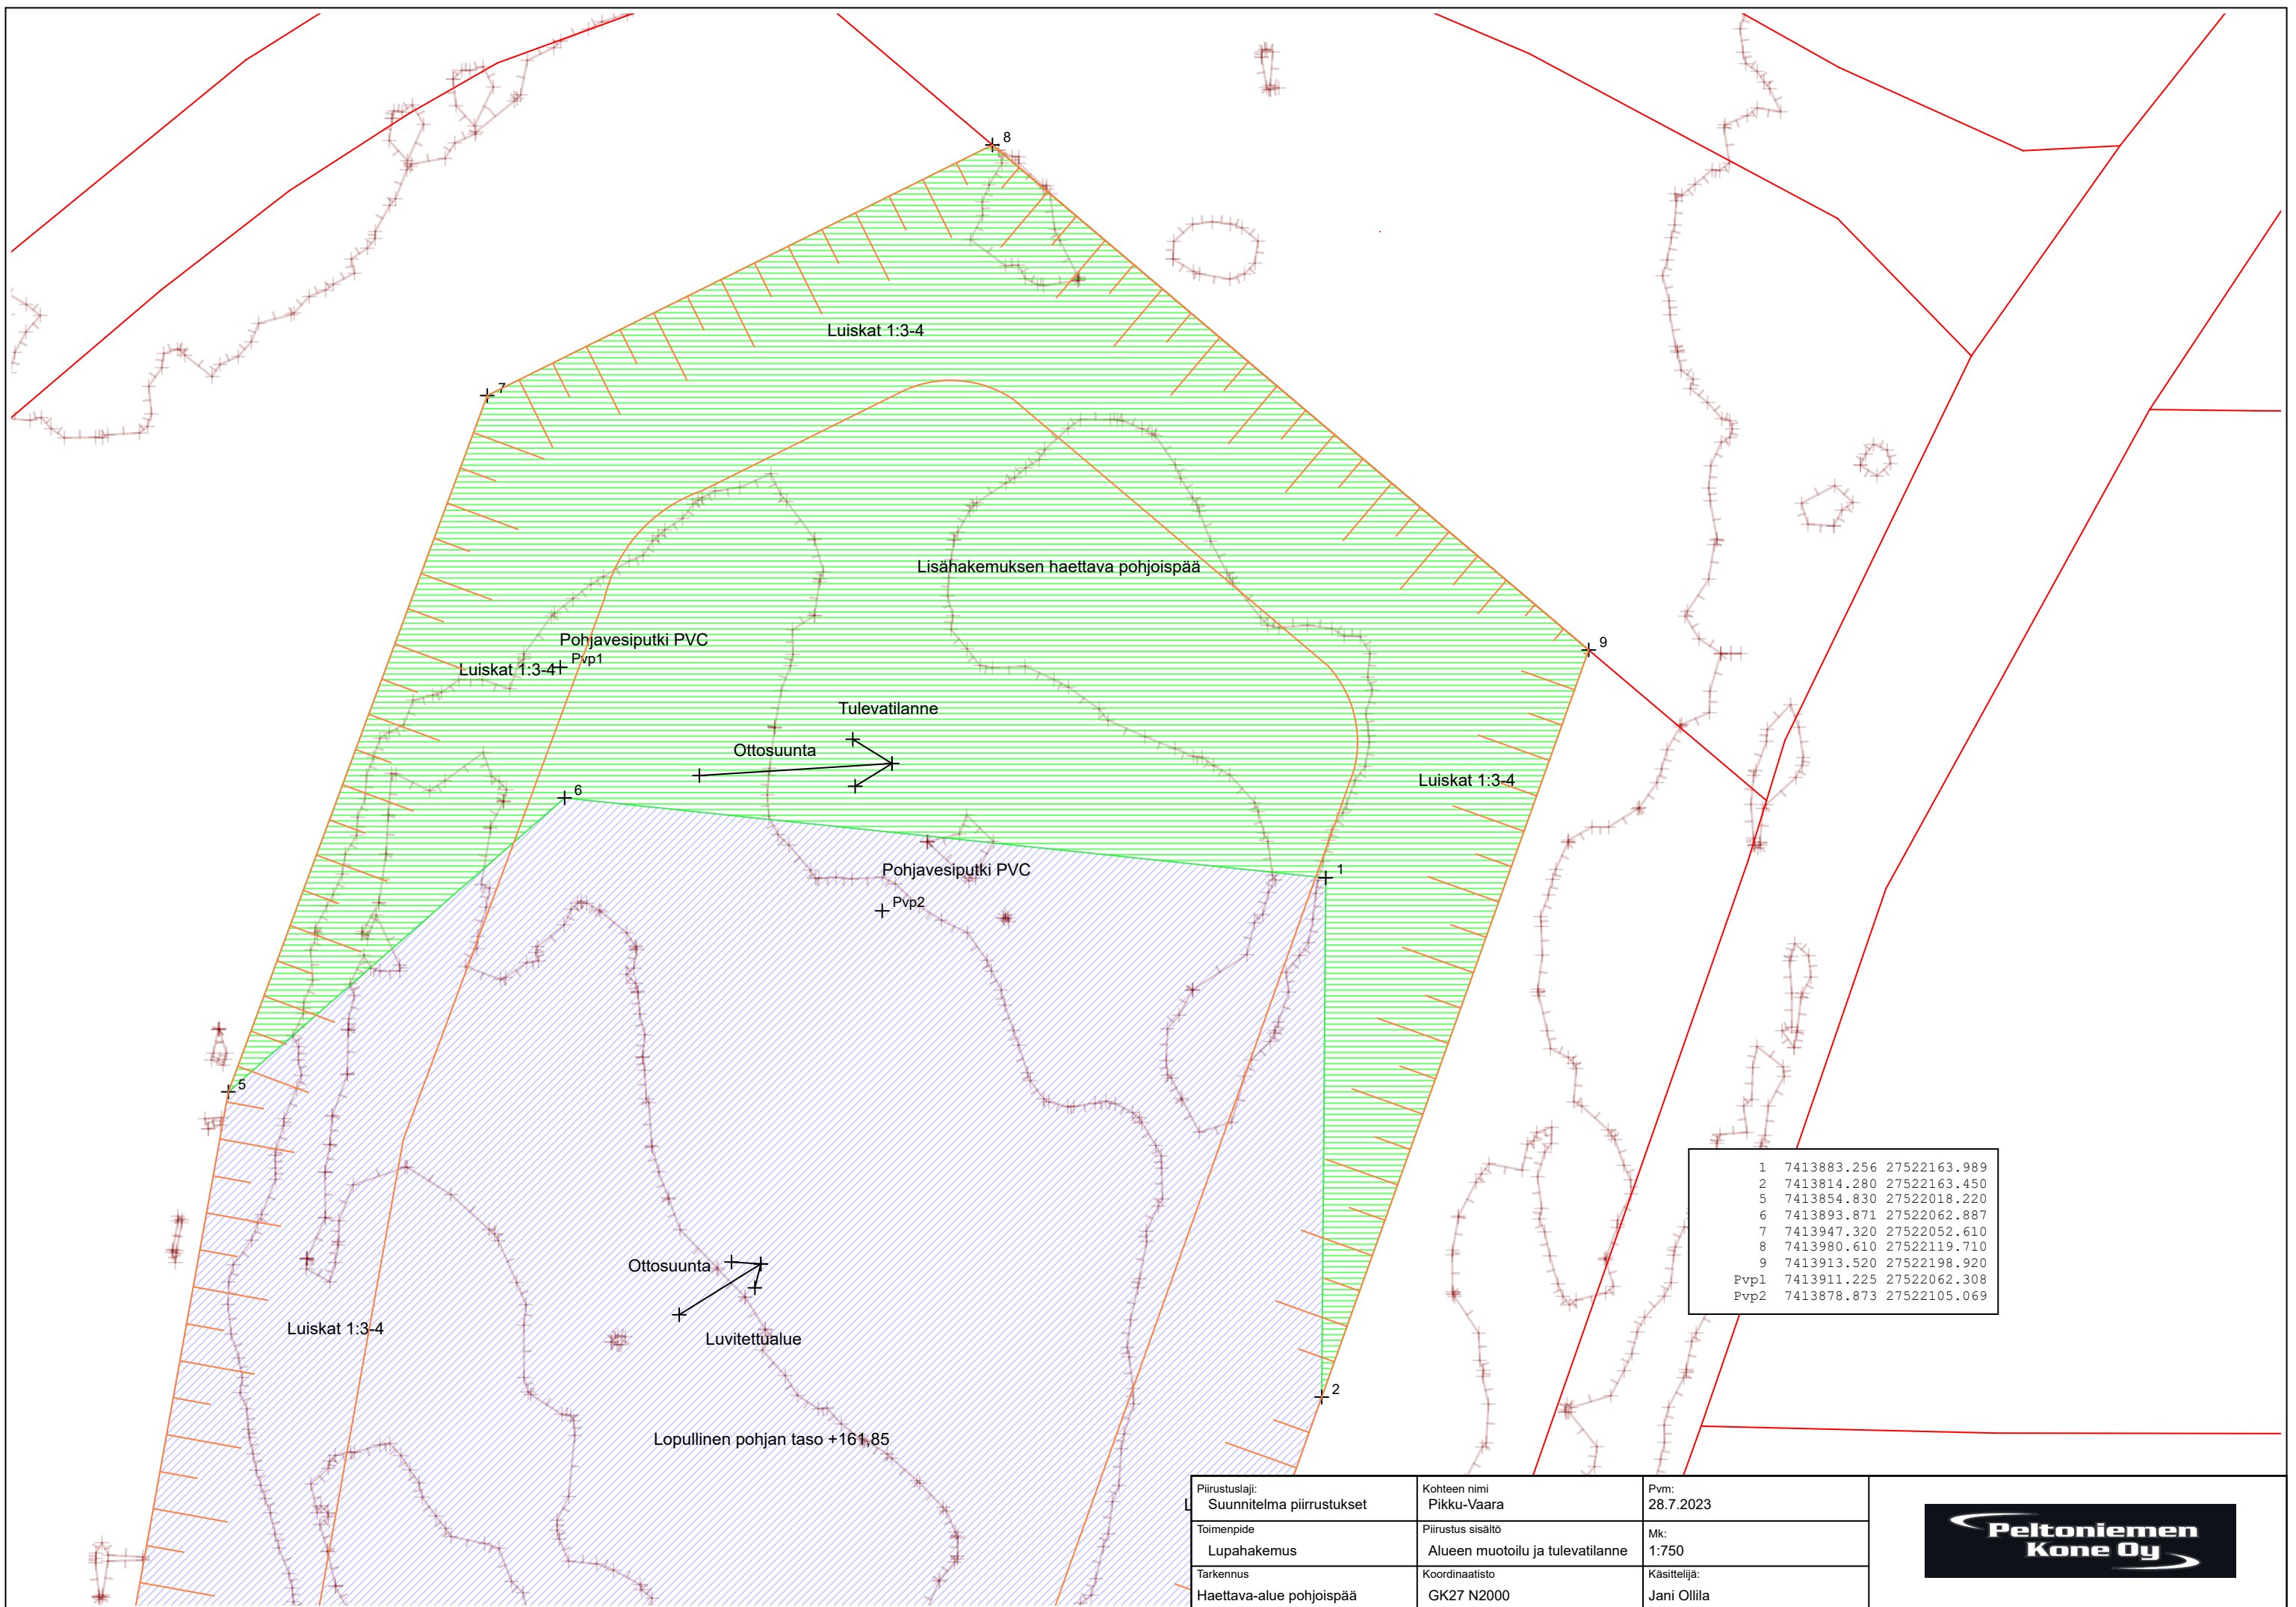 8
Luiskat 1:3-4
7
Lisähakemuksen haettava pohjoispää
Pohjavesiputki PVC
Pvp1
Luiskat 1:3-4
9
Tulevatilanne
Ottosuunta
Luiskat 1:3-4
6
Pohjavesiputki PVC
1
Pvp2
5
1 7413883.256 27522163.989
2 7413814.280 27522163.450
5 7413854.830 27522018.220
6 7413893.871 27522062.887
7 7413947.320 27522052.610
8 7413980.610 27522119.710
9 7413913.520 27522198.920
Pvp1 7413911.225 27522062.308
Pvp2 7413878.873 27522105.069
Ottosuunta
Luiskat 1:3-4
Luvitettualue
2
Lopullinen pohjan taso +161,85
L
Piirustuslaji:
Suunnitelma piirrustukset
Kohteen nimi
Pikku-Vaara
Pvm:
28.7.2023
Toimenpide
Lupahakemus
Piirustus sisältö
Alueen muotoilu ja tulevatilanne
Mk:
1:750
Tarkennus
Haettava-alue pohjoispää
Koordinaatisto
GK27 N2000
Käsittelijä:
Jani Ollila
Peltoniemen
Kone Oy